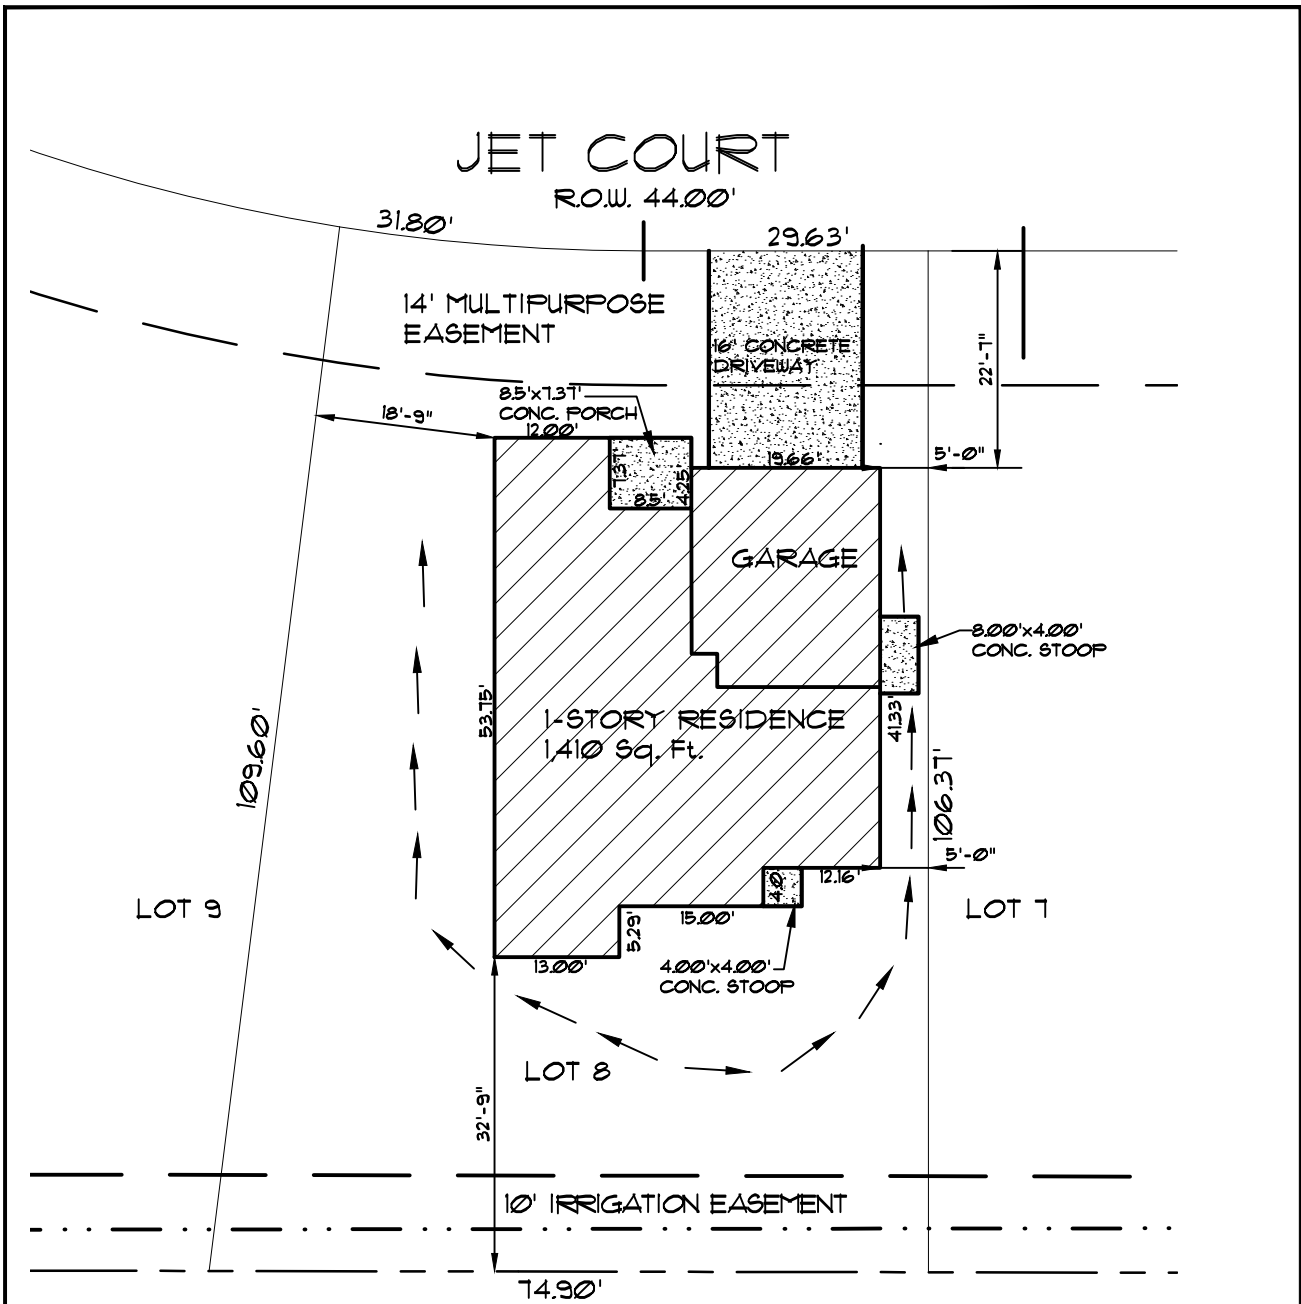 JET COURT
R.O.W. 44.00'
31.80'
29.63'
14' MULTIPURPOSE
EASEMENT
16' CONCRETE
DRIVEWAY
22'-7"
8.5'x7.37'
CONC. PORCH
18'-9"
12.00'
7.37'
8.5'
4.25'
19.66'
5'-0"
GARAGE
8.00'x4.00'
CONC. STOOP
53.75'
1-STORY RESIDENCE
1,410 Sq. Ft.
41.33'
109.60'
106.37'
5'-0"
4.0'
12.16'
LOT 9
15.00'
5.29'
LOT 7
13.00'
4.00'x4.00'
CONC. STOOP
LOT 8
32'-9"
10' IRRIGATION EASEMENT
74.90'